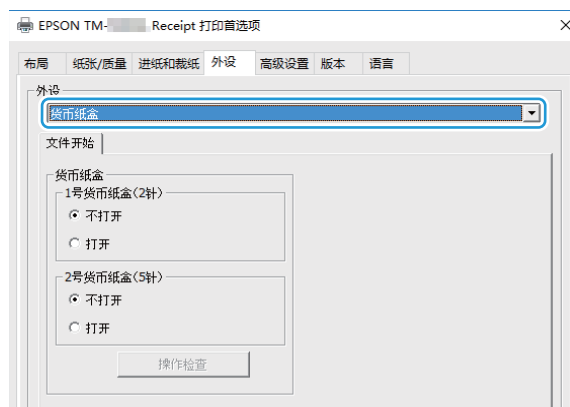 EPSON TM- Receipt 打印首选项
布局 纸张/质量 进纸和裁纸 外设 高级设置 版本 语言
外设
货币纸盒
文件开始
货币纸盒
1号货币纸盒(2针)
不打开
打开
2号货币纸盒(5针)
不打开
打开
操作检查